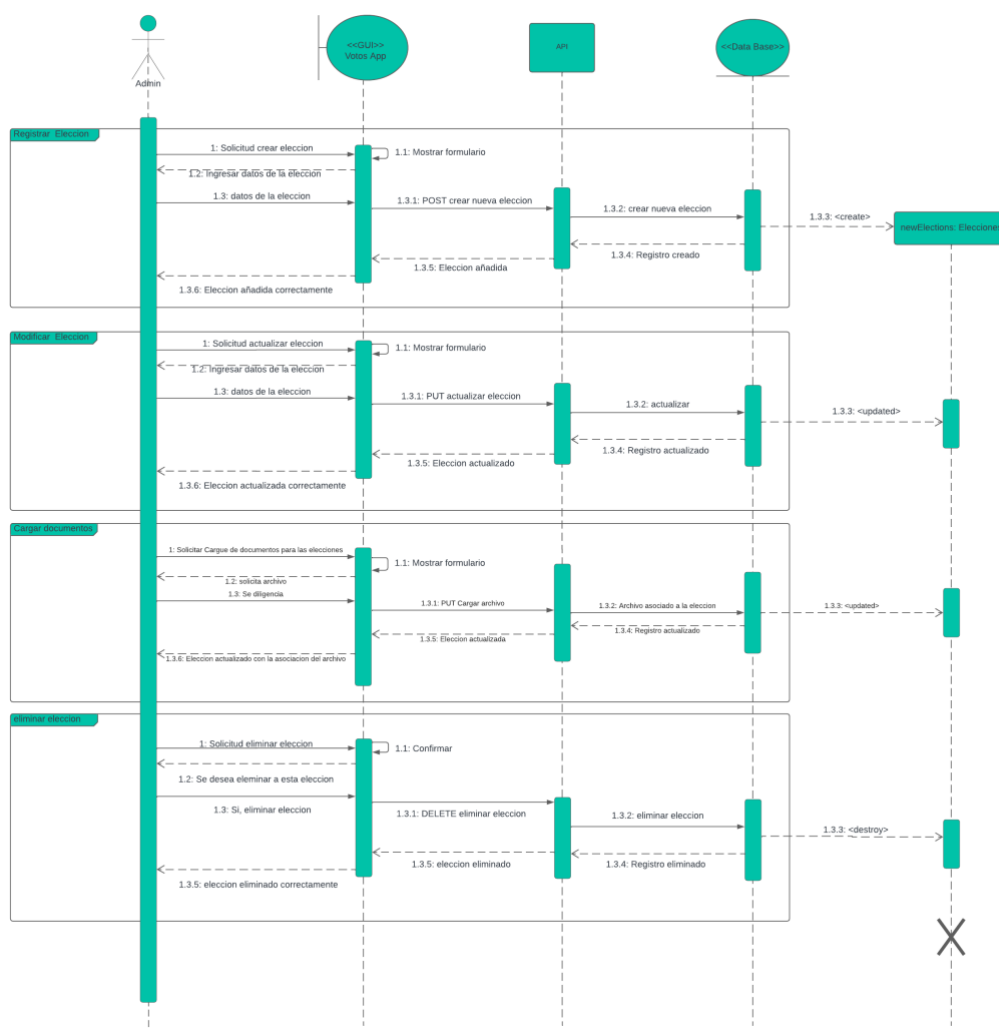 <<GUI>>
Votos App
API
<<Data Base>>
Admin
Registrar Eleccion
1: Solicitud crear eleccion
1.1: Mostrar formulario
1.2: Ingresar datos de la eleccion
1.3: datos de la eleccion
1.3.1: POST crear nueva eleccion
1.3.2: crear nueva eleccion
1.3.3: <create>
newElections: Elecciones
1.3.4: Registro creado
1.3.5: Eleccion añadida
1.3.6: Eleccion añadida correctamente
Modificar Eleccion
1: Solicitud actualizar eleccion
1.1: Mostrar formulario
1.2: Ingresar datos de la eleccion
1.3: datos de la eleccion
1.3.1: PUT actualizar eleccion
1.3.2: actualizar
1.3.3: <updated>
1.3.4: Registro actualizado
1.3.5: Eleccion actualizado
1.3.6: Eleccion actualizada correctamente
Cargar documentos
1: Solicitar Cargue de documentos para las elecciones
1.1: Mostrar formulario
1.2: solicita archivo
1.3: Se diligencia
1.3.1: PUT Cargar archivo
1.3.2: Archivo asociado a la eleccion
1.3.3: <updated>
1.3.4: Registro actualizado
1.3.5: Eleccion actualizada
1.3.6: Eleccion actualizado con la asociacion del archivo
eliminar eleccion
1: Solicitud eliminar eleccion
1.1: Confirmar
1.2: Se desea eleminar a esta eleccion
1.3: Si, eliminar eleccion
1.3.1: DELETE eliminar eleccion
1.3.2: eliminar eleccion
1.3.3: <destroy>
1.3.4: Registro eliminado
1.3.5: eleccion eliminado
1.3.5: eleccion eliminado correctamente